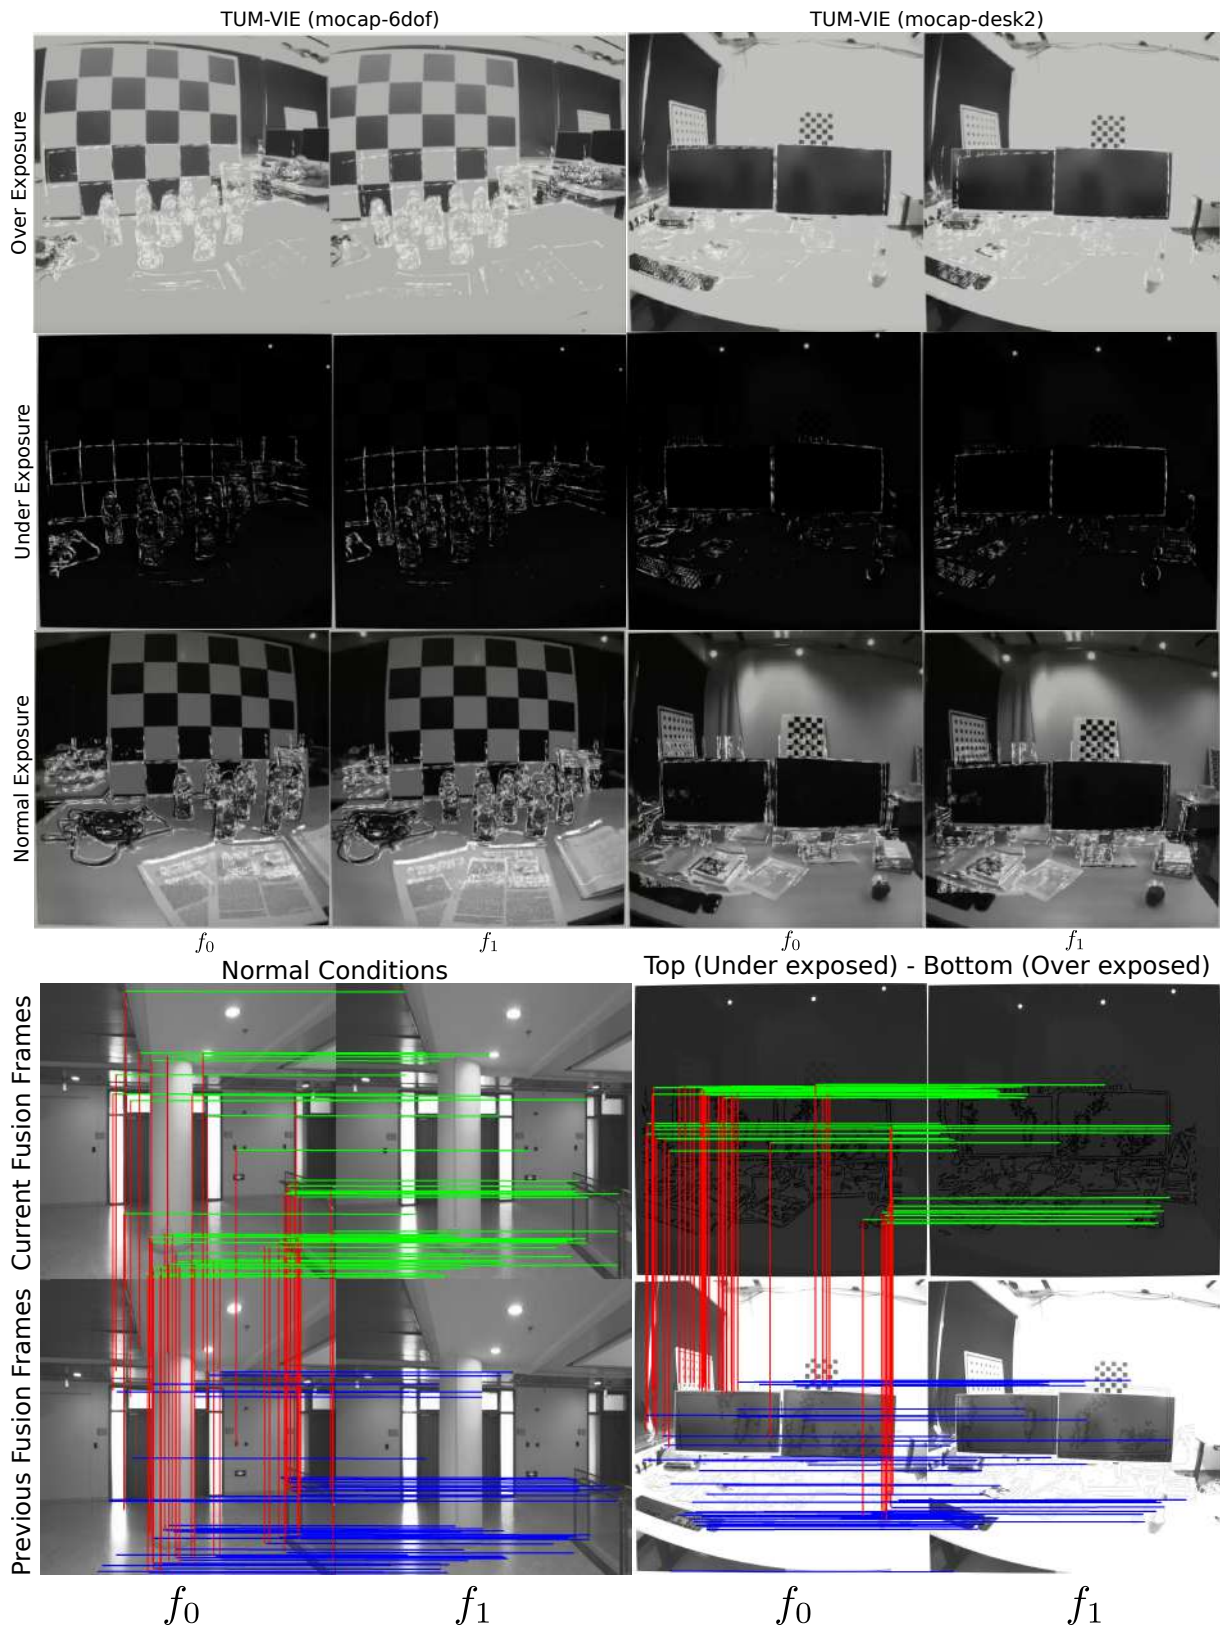 TUM-VIE (mocap-6dof)
TUM-VIE (mocap-desk2)
Over Exposure
Under Exposure
Normal Exposure
f0
f1
f0
f1
Normal Conditions
Top (Under exposed) - Bottom (Over exposed)
Current Fusion Frames
Previous Fusion Frames
f0
f1
f0
f1